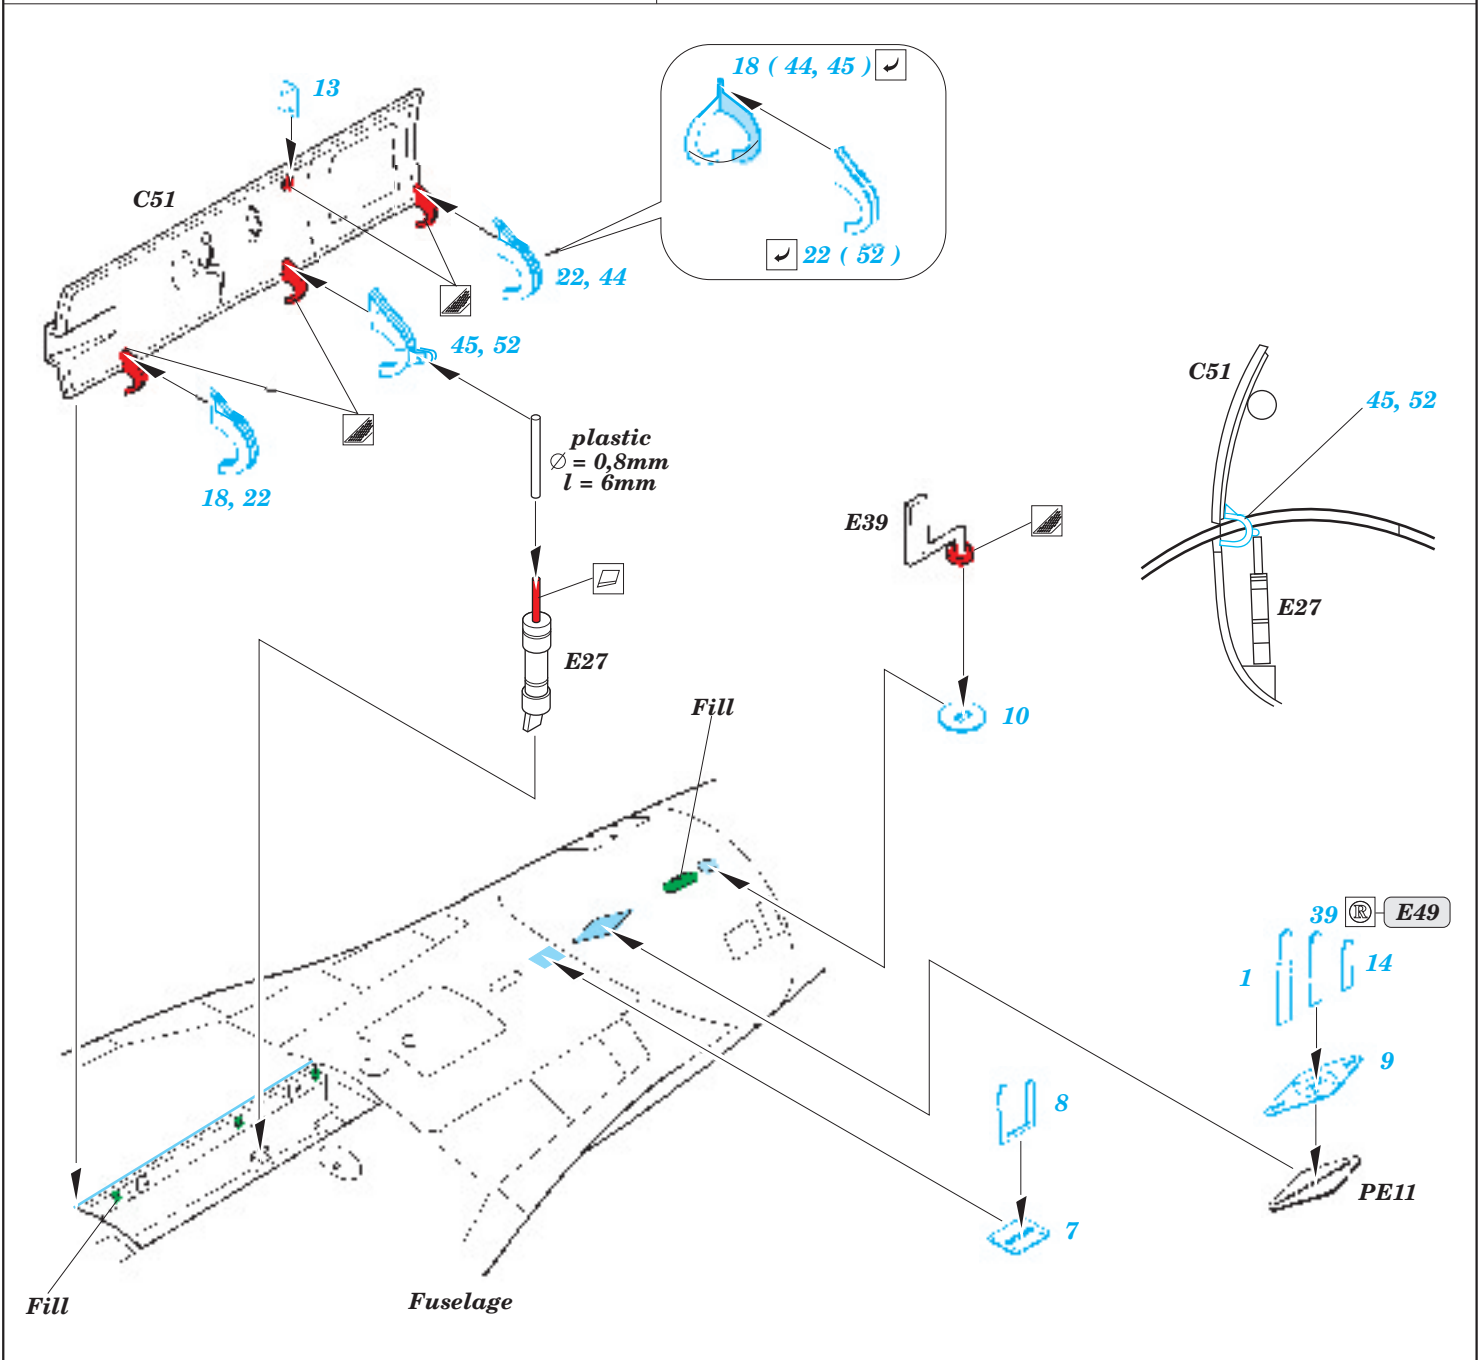 18 ( 44, 45 )
13
C51
22 ( 52 )
22, 44
45, 52
C51
45, 52
plastic
∅ = 0,8mm
l = 6mm
18, 22
E39
E27
E27
Fill
10
39 ® E49
1
14
9
8
PE11
7
Fill
Fuselage